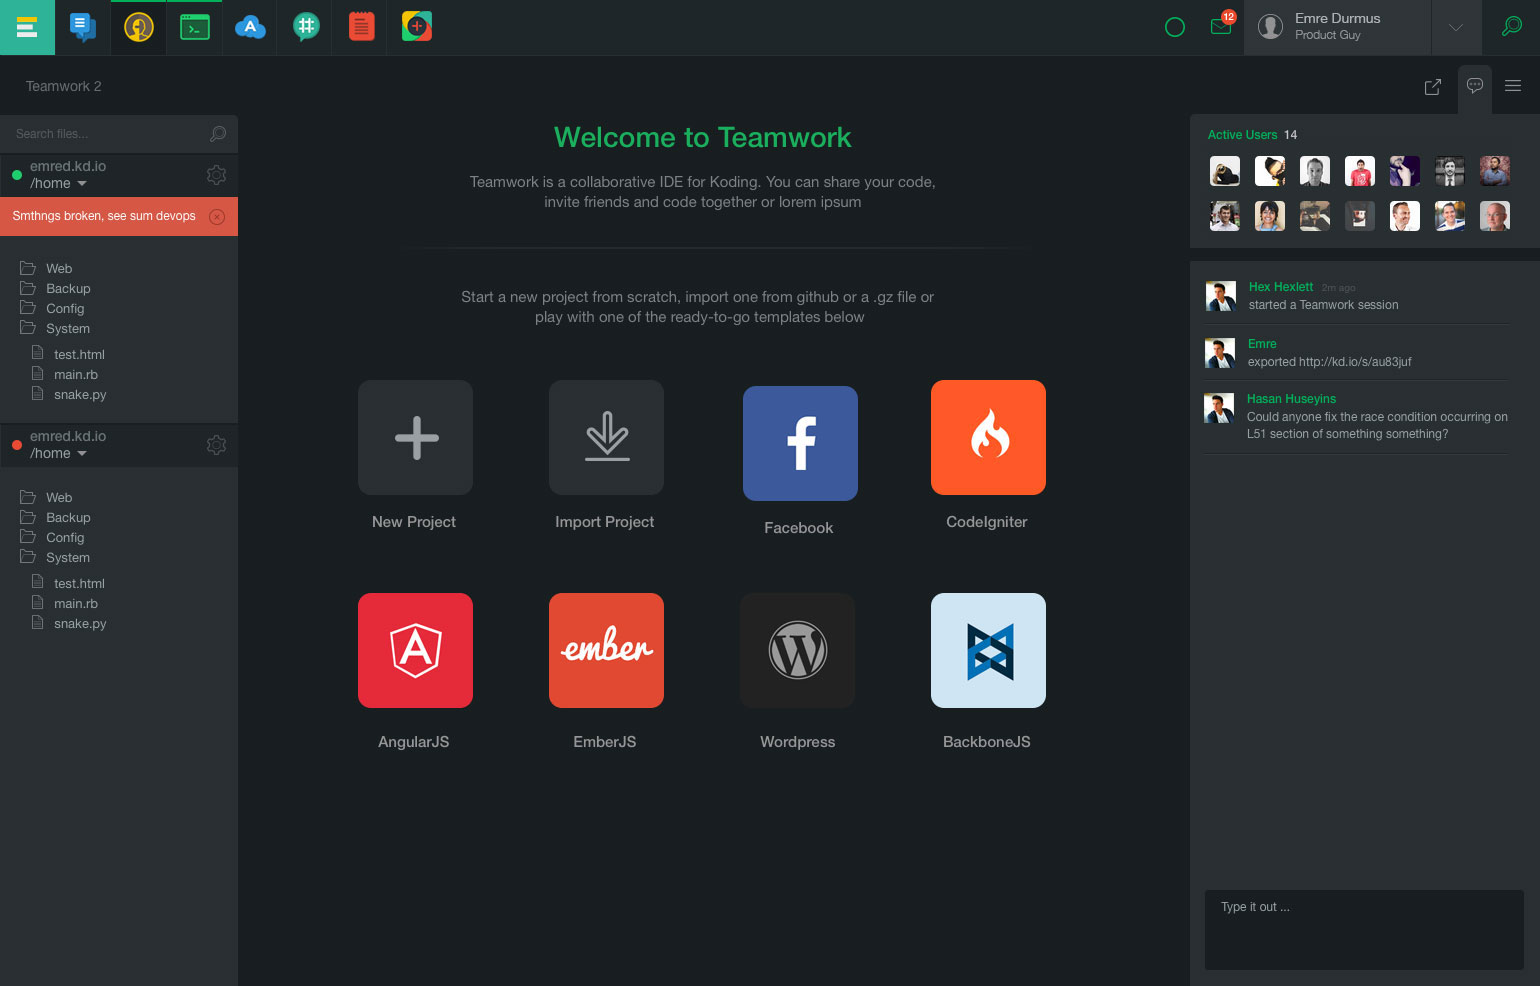 12
Emre Durmus
Product Guy
Teamwork 2
Search files...
emred.kd.io
/home
Smthngs broken, see sum devops
Web
Backup
Config
System
test.html
main.rb
snake.py
emred.kd.io
/home
Web
Backup
Config
System
test.html
main.rb
snake.py
Welcome to Teamwork
Teamwork is a collaborative IDE for Koding. You can share your code,
invite friends and code together or lorem ipsum
Start a new project from scratch, import one from github or a .gz file or
play with one of the ready-to-go templates below
New Project
Import Project
Facebook
CodeIgniter
ember
AngularJS
EmberJS
Wordpress
BackboneJS
Active Users 14
Hex Hexlett 2m ago
started a Teamwork session
Emre
exported http://kd.io/s/au83juf
Hasan Huseyins
Could anyone fix the race condition occurring on
L51 section of something something?
Type it out ...